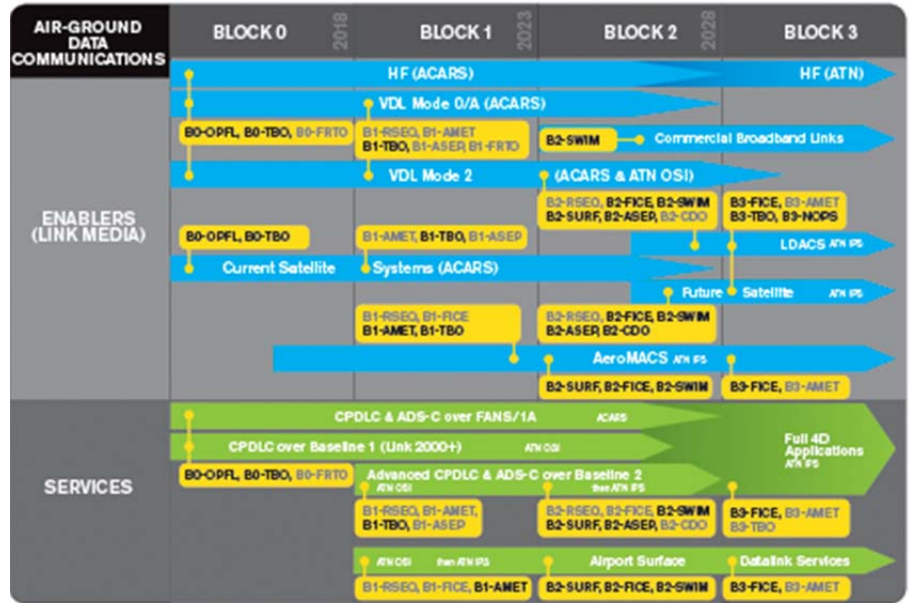 AIR-GROUND
DATA
COMMUNICATIONS
BLOCK 0
2018
BLOCK 1
2023
BLOCK 2
2028
BLOCK 3
HF (ACARS)
HF (ATN)
VDL Mode 0/A (ACARS)
B0-OPFL, B0-TBO, B0-FRTO
B1-RSEO, B1-AMET
B1-TBO, B1-ASEP, B1-FRTO
B2-SWIM
Commercial Broadband Links
VDL Mode 2
(ACARS & ATN OSI)
ENABLERS
(LINK MEDIA)
B2-RSEO, B2-FICE, B2-SWIM
B2-SURF, B2-ASEP, B2-CDO
B3-FICE, B3-AMET
B3-TBO, B3-NOPS
B0-OPFL, B0-TBO
B1-AMET, B1-TBO, B1-ASEP
LDACS ATN IPS
Current Satellite
Systems (ACARS)
Future
Satellite
ATN IPS
B1-RSEO, B1-FICE
B1-AMET, B1-TBO
B2-RSEO, B2-FICE, B2-SWIM
B2-ASEP, B2-CDO
AeroMACS ATN IPS
B2-SURF, B2-FICE, B2-SWIM
B3-FICE, B3-AMET
SERVICES
CPDLC & ADS-C over FANS/1A
ACARS
CPDLC over Baseline 1 (Link 2000+)
ATN OSI
Full 4D
Applications
ATN IPS
B0-OPFL, B0-TBO, B0-FRTO
Advanced CPDLC & ADS-C over Baseline 2
ATN OSI
then ATN IPS
B1-RSEO, B1-AMET,
B1-TBO, B1-ASEP
B2-RSEO, B2-FICE, B2-SWIM
B2-SURF, B2-ASEP, B2-CDO
B3-FICE, B3-AMET
B3-TBO
ATN OSI
then ATN IPS
Airport Surface
Datalink Services
B1-RSEO, B1-FICE, B1-AMET
B2-SURF, B2-FICE, B2-SWIM
B3-FICE, B3-AMET